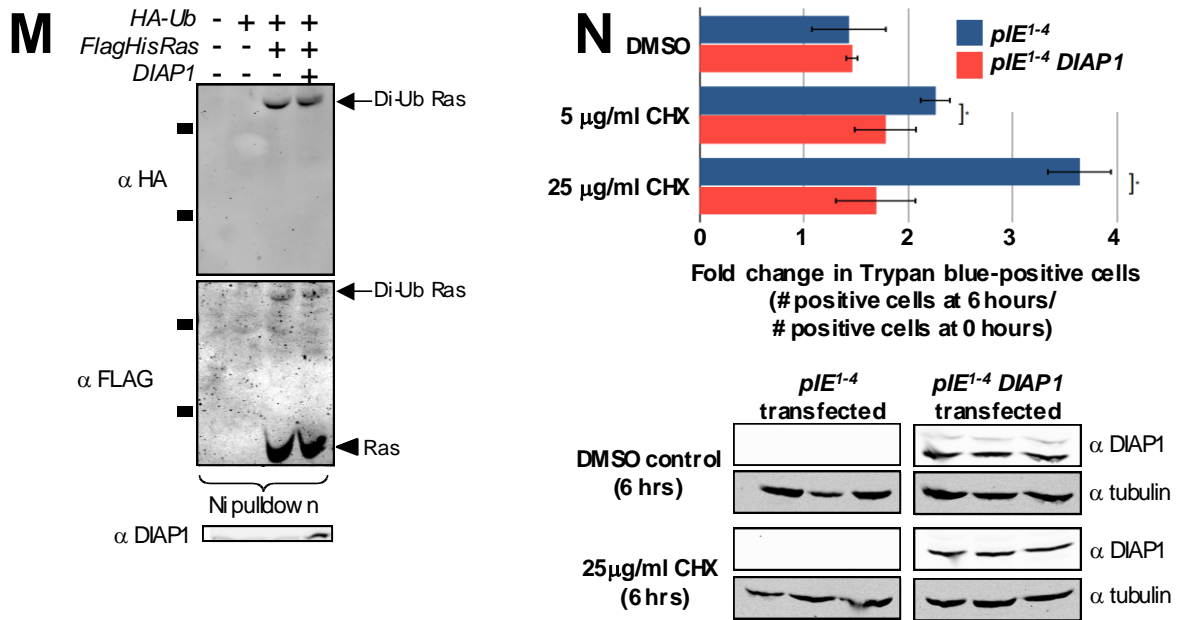 M
HA-Ub - + + +
FlagHisRas - - + +
DIAP1 - - - +
Di-Ub Ras
α HA
Di-Ub Ras
α FLAG
Ras
Ni pulldown
α DIAP1
N
pIE1-4
pIE1-4 DIAP1
DMSO
5 µg/ml CHX
*
25 µg/ml CHX
*
0 1 2 3 4
Fold change in Trypan blue-positive cells
(# positive cells at 6 hours/
# positive cells at 0 hours)
pIE1-4
transfected
pIE1-4 DIAP1
transfected
DMSO control
(6 hrs)
α DIAP1
α tubulin
25µg/ml CHX
(6 hrs)
α DIAP1
α tubulin